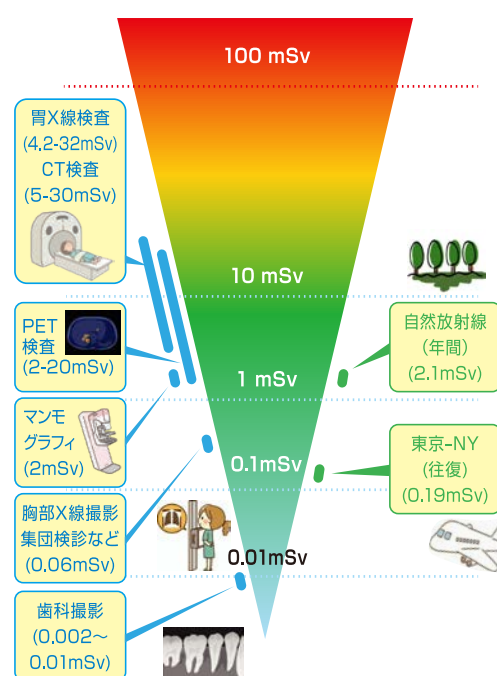 100 mSv
胃X線検査
(4.2-32mSv)
CT検査
(5-30mSv)
10 mSv
PET
検査
(2-20mSv)
自然放射線
(年間)
(2.1mSv)
1 mSv
マンモ
グラフィ
(2mSv)
東京-NY
(往復)
(0.19mSv)
0.1mSv
胸部X線撮影
集団検診など
(0.06mSv)
0.01mSv
歯科撮影
(0.002～
0.01mSv)